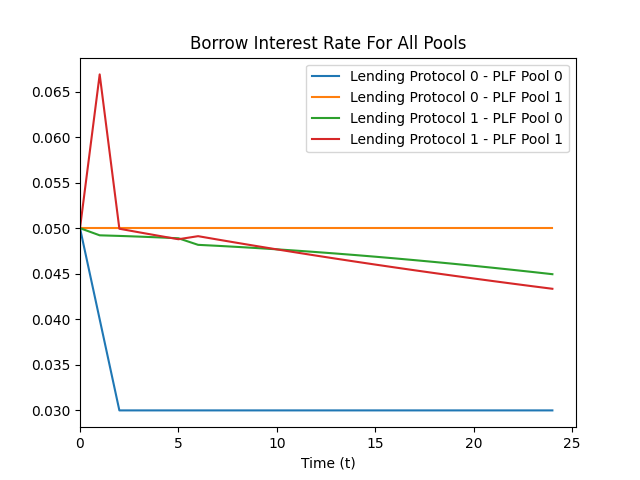 Borrow Interest Rate For All Pools
Lending Protocol 0 - PLF Pool 0
Lending Protocol 0 - PLF Pool 1
Lending Protocol 1 - PLF Pool 0
Lending Protocol 1 - PLF Pool 1
0.065
0.060
0.055
0.050
0.045
0.040
0.035
0.030
0 5 10 15 20 25
Time (t)